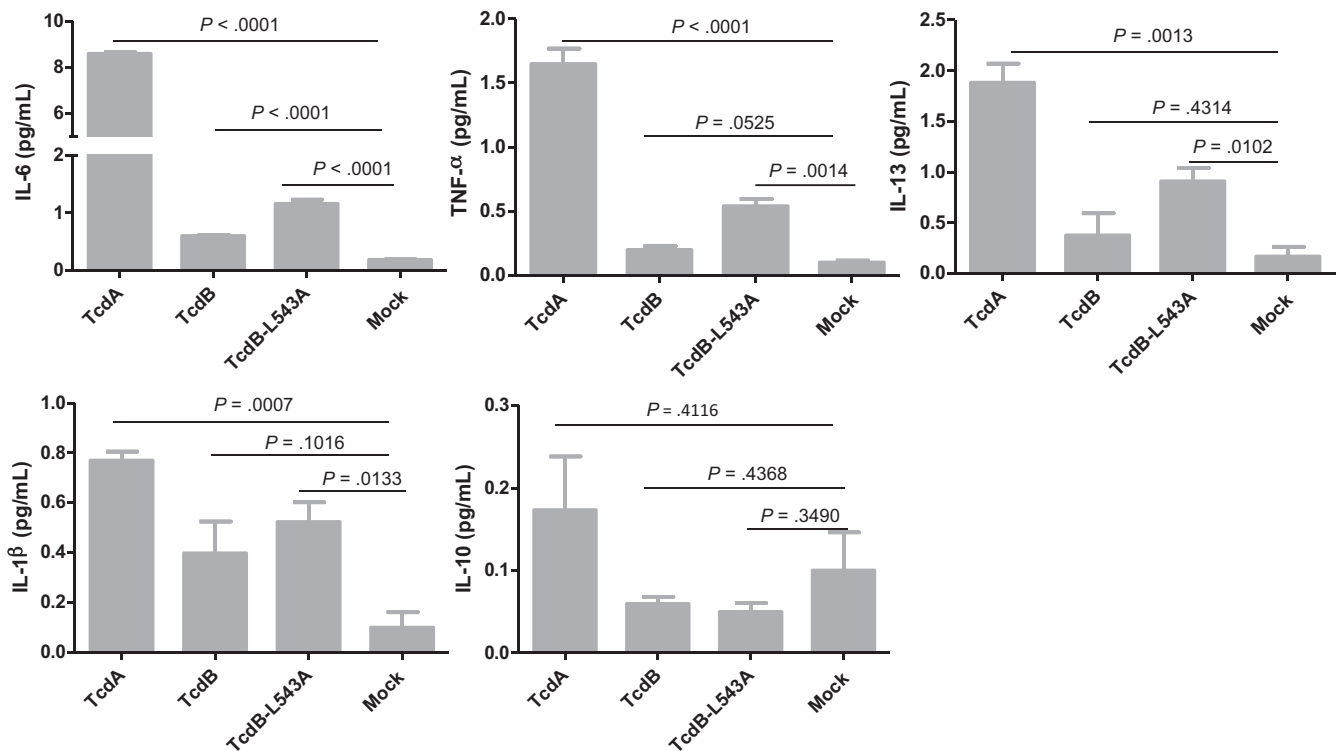 IL-6 (pg/mL)
10
8
6
4
2
1
0
P < .0001
P < .0001
P < .0001
TcdA
TcdB
TcdB-L543A
Mock
TNF-α (pg/mL)
2.0
1.5
1.0
0.5
0.0
P < .0001
P = .0525
P = .0014
TcdA
TcdB
TcdB-L543A
Mock
IL-13 (pg/mL)
2.5
2.0
1.5
1.0
0.5
0.0
P = .0013
P = .4314
P = .0102
TcdA
TcdB
TcdB-L543A
Mock
IL-1β (pg/mL)
1.0
0.8
0.6
0.4
0.2
0.0
P = .0007
P = .1016
P = .0133
TcdA
TcdB
TcdB-L543A
Mock
IL-10 (pg/mL)
0.3
0.2
0.1
0.0
P = .4116
P = .4368
P = .3490
TcdA
TcdB
TcdB-L543A
Mock